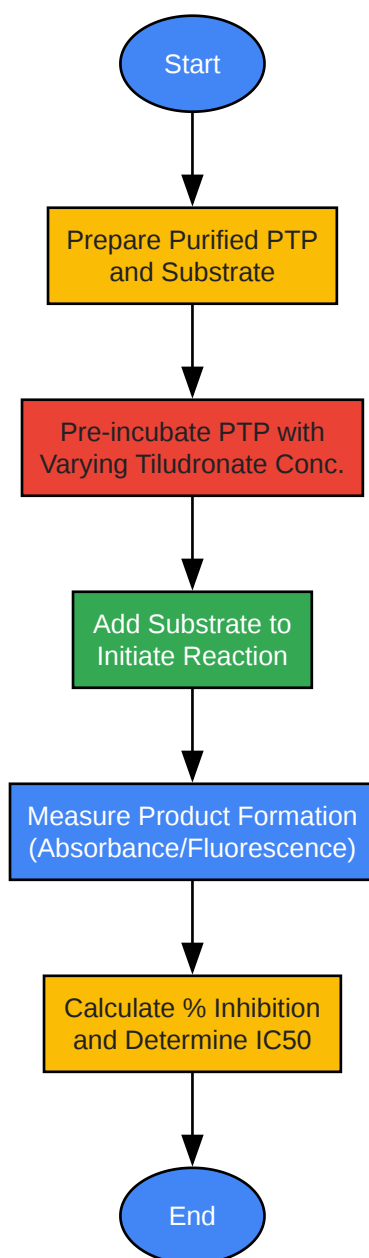 Start
Prepare Purified PTP
and Substrate
Pre-incubate PTP with
Varying Tiludronate Conc.
Add Substrate to
Initiate Reaction
Measure Product Formation
(Absorbance/Fluorescence)
Calculate % Inhibition
and Determine IC50
End